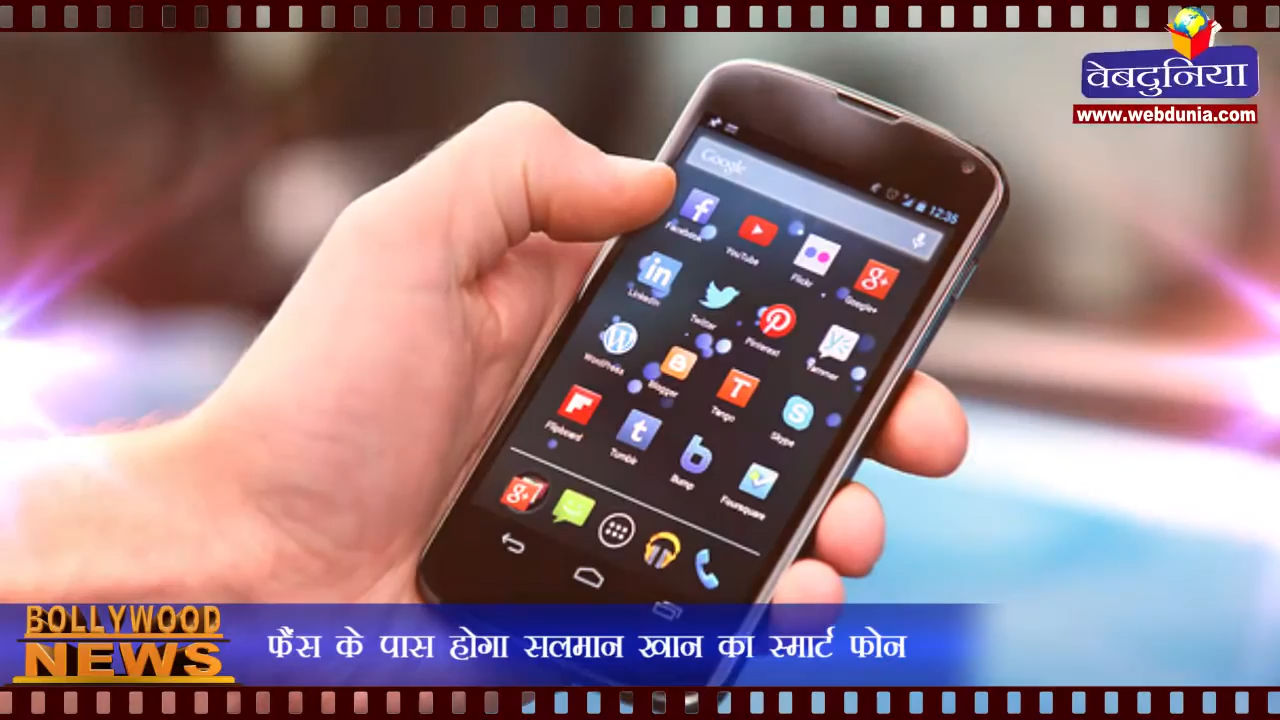 वेबदुनिया
www.webdunia.com
Google
12:35
Facebook
YouTube
Flickr
Google+
LinkedIn
Twitter
Pinterest
Yammer
WordPress
Blogger
Tango
Skype
Flipboard
Tumblr
Bump
Foursquare
BOLLYWOOD
NEWS
फैंस के पास होगा सलमान खान का स्मार्ट फोन